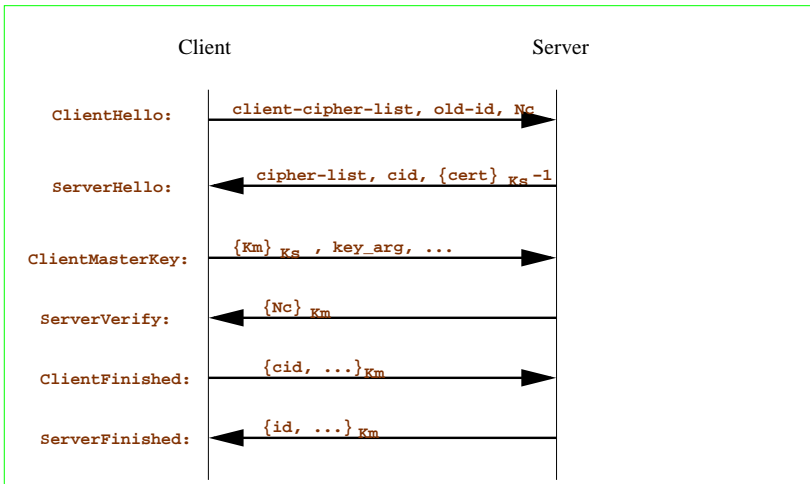 Client Server
ClientHello: client-cipher-list, old-id, Nc
ServerHello: cipher-list, cid, {cert} Ks -1
ClientMasterKey: {Km} Ks , key_arg, ...
ServerVerify: {Nc} Km
ClientFinished: {cid, ...}Km
ServerFinished: {id, ...} Km